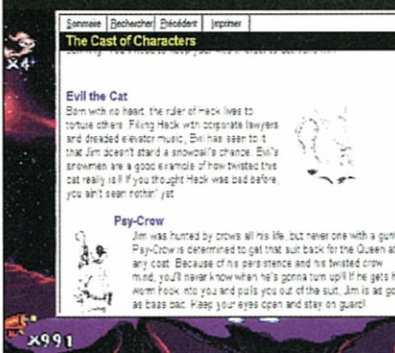 Sommaire Rechercher Précédent Imprimer
The Cast of Characters
x4
Evil the Cat
Born with no heart, the ruler of Heck lives to
torture others. Filling Heck with corporate lawyers
and dreaded elevator music, Evil has seen to it
that Jim doesn't stand a snowball's chance. Evil's
snowmen are a good example of how twisted this
cat really is!! If you thought Heck was bad before,
you ain't seen nothin' yet
Psy-Crow
Jim was hunted by crows all his life, but never one with a gun!
Psy-Crow is determined to get that suit back for the Queen at
any cost. Because of his persistence and his twisted crow
mind, you'll never know when he's gonna turn up!! If he gets h
worm hook into you and pulls you out of the suit, Jim is as go
as bass bait. Keep your eyes open and stay on guard!
x991